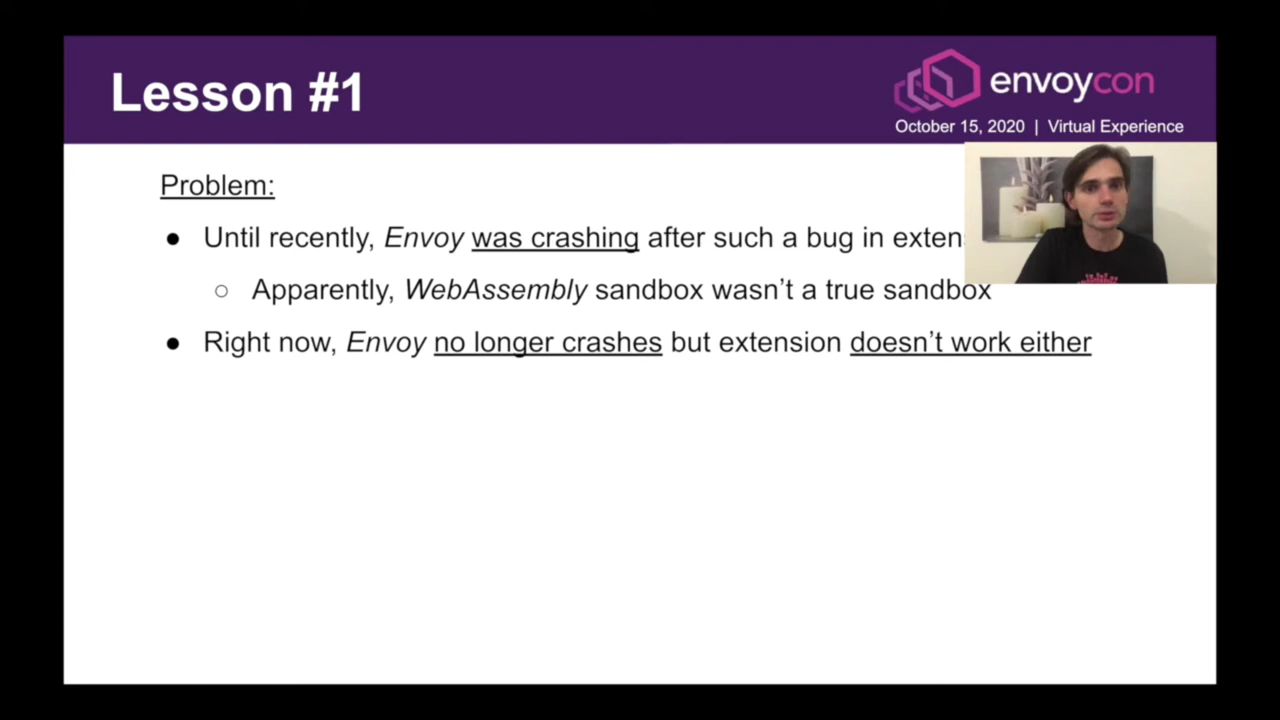 Lesson #1
envoycon
October 15, 2020 | Virtual Experience
Problem:
● Until recently, Envoy was crashing after such a bug in
○ Apparently, WebAssembly sandbox wasn't a true sandbox
● Right now, Envoy no longer crashes but extension doesn't work either